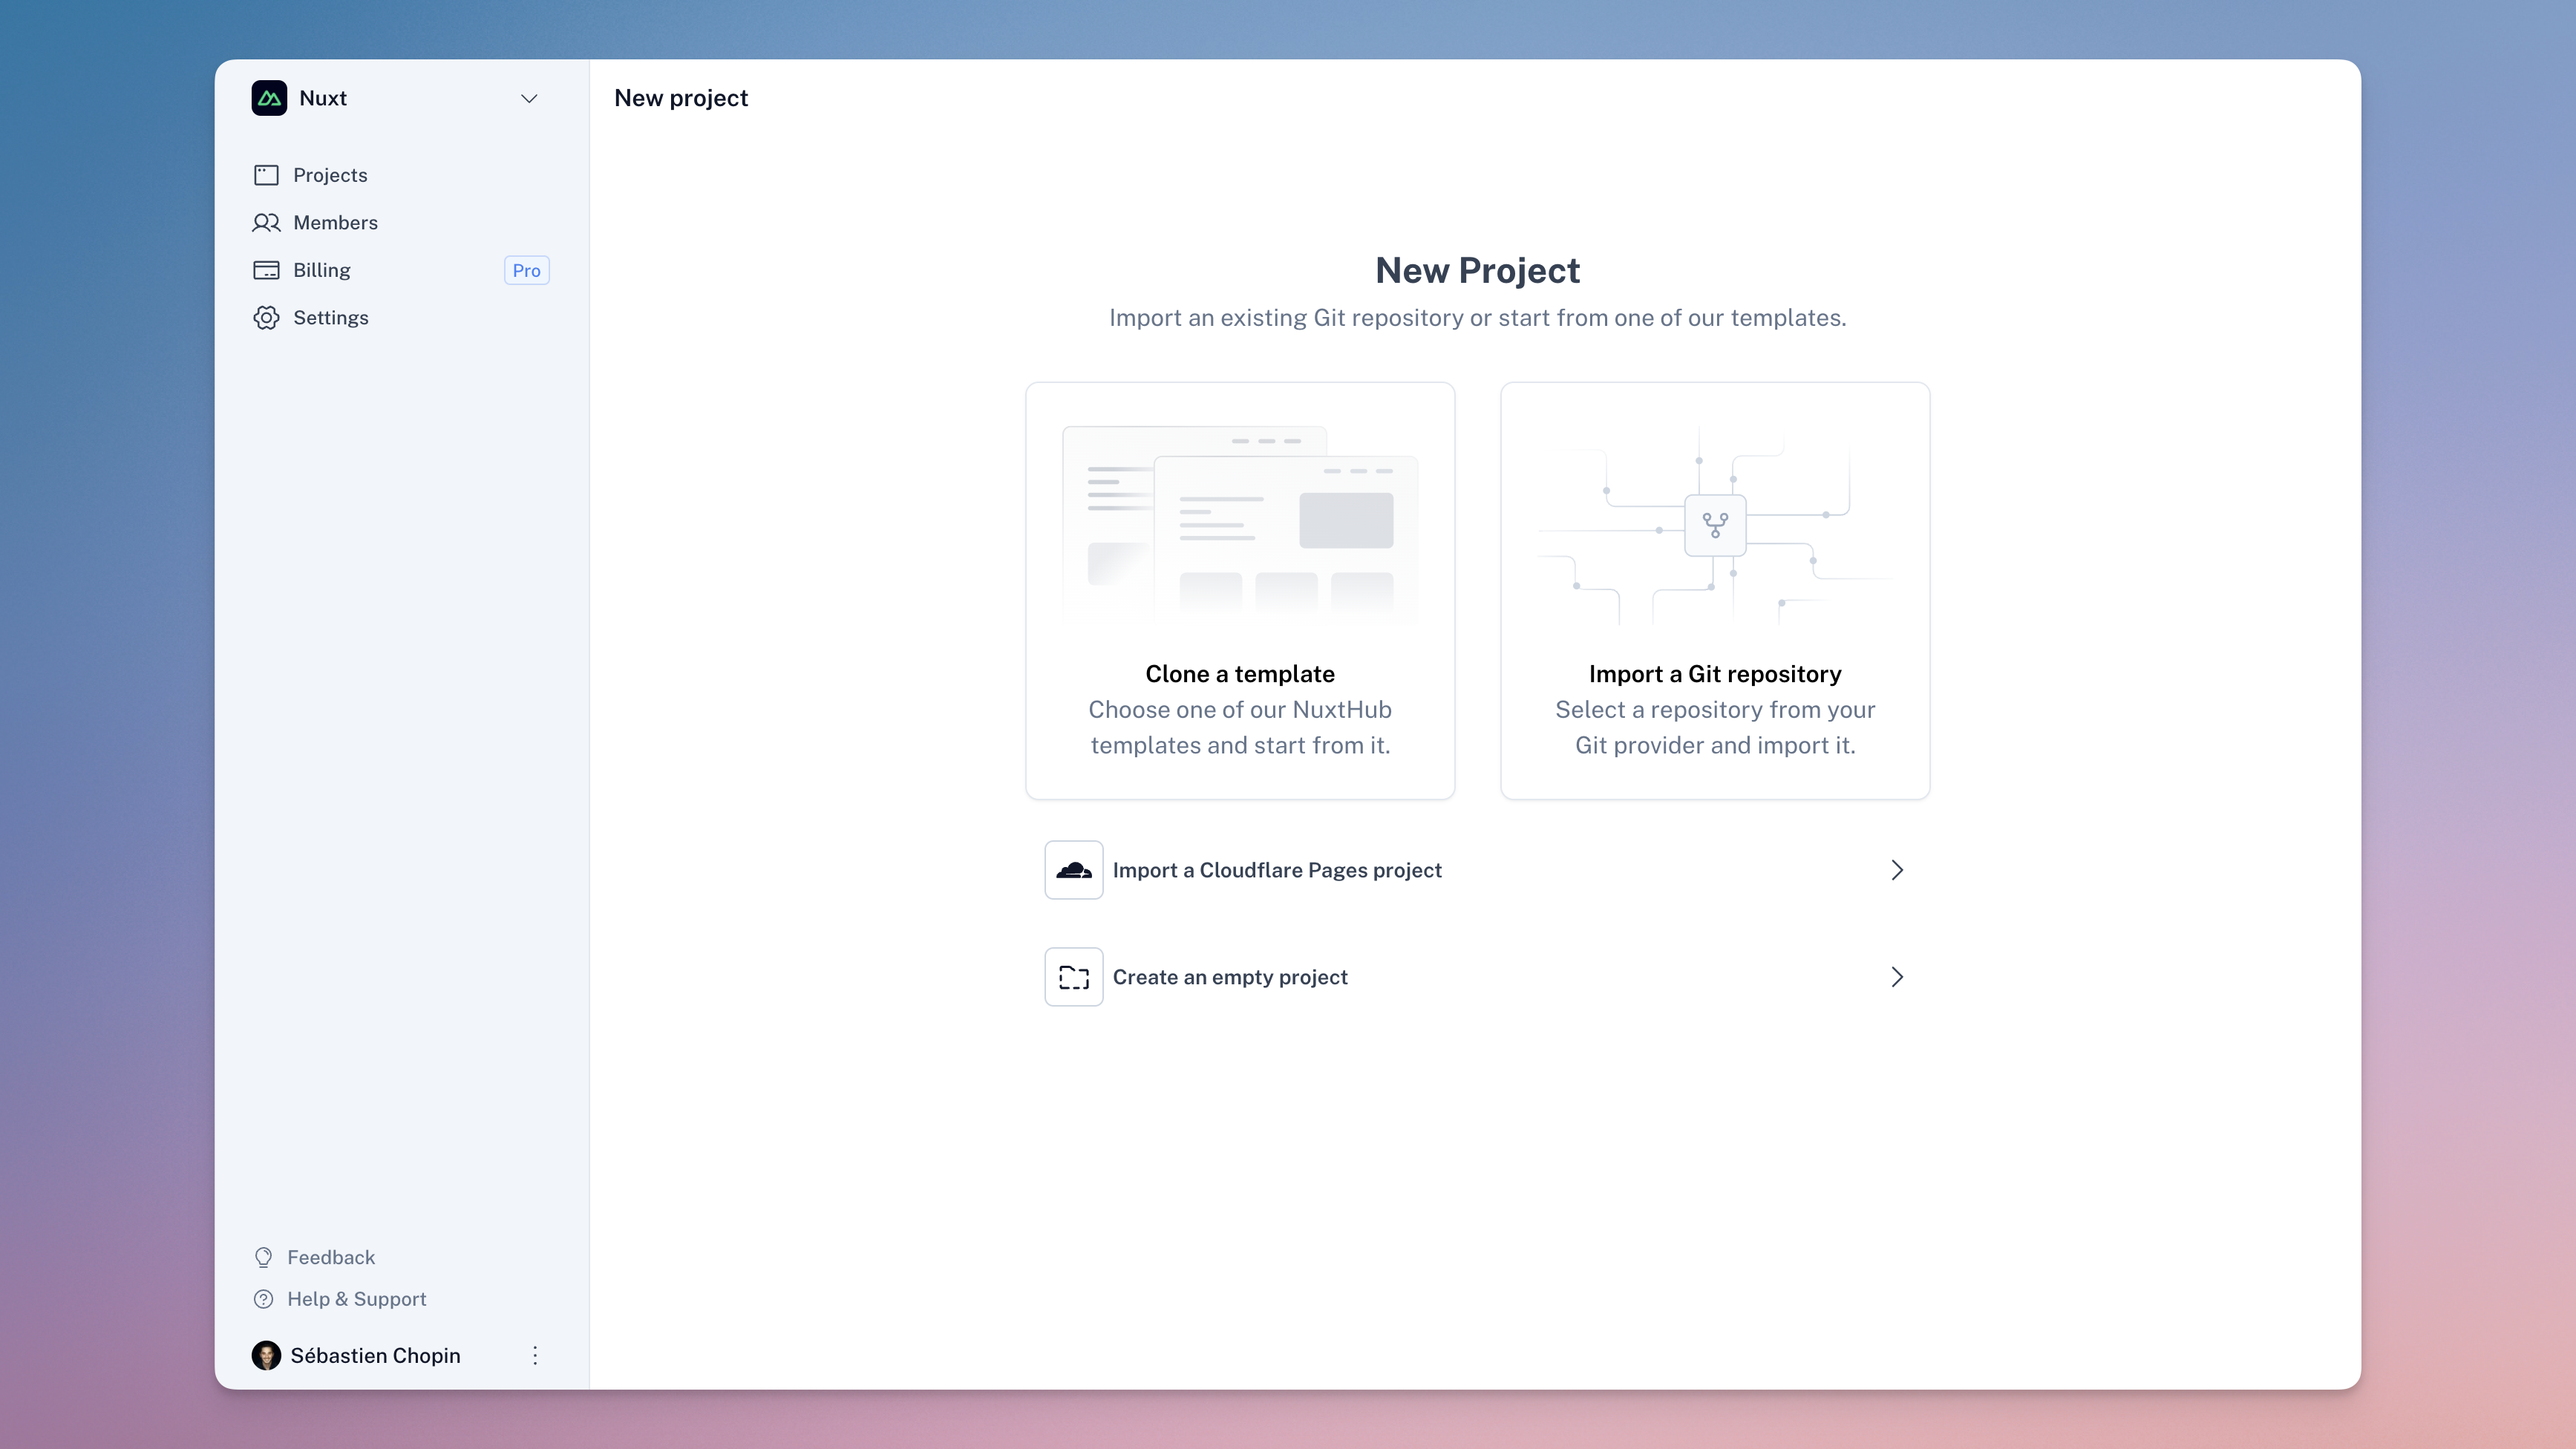 Nuxt
Projects
Members
Billing
Pro
Settings
Feedback
Help & Support
Sébastien Chopin
New project
New Project
Import an existing Git repository or start from one of our templates.
Clone a template
Choose one of our NuxtHub
templates and start from it.
Import a Git repository
Select a repository from your
Git provider and import it.
Import a Cloudflare Pages project
Create an empty project